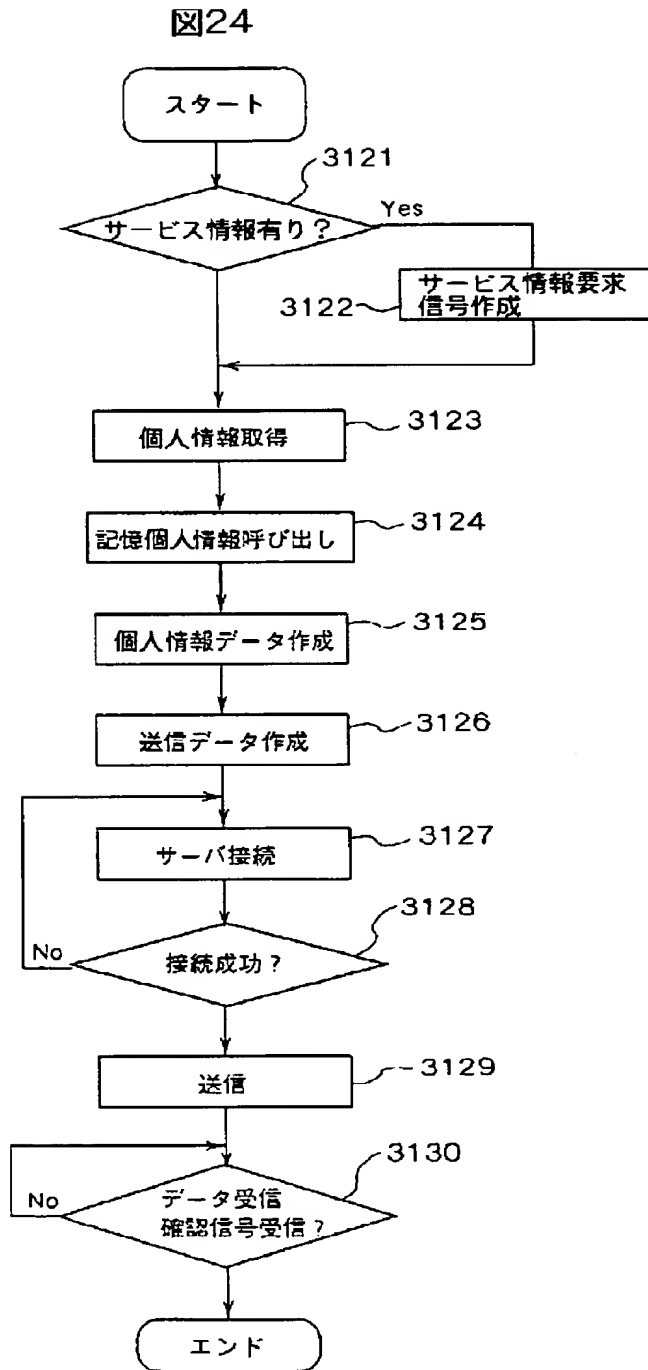 図24
スタート
3121
サービス情報有り?
Yes
サービス情報要求
信号作成
3122
個人情報取得
3123
記憶個人情報呼び出し
3124
個人情報データ作成
3125
送信データ作成
3126
サーバ接続
3127
接続成功?
3128
No
送信
3129
データ受信
確認信号受信?
3130
No
エンド